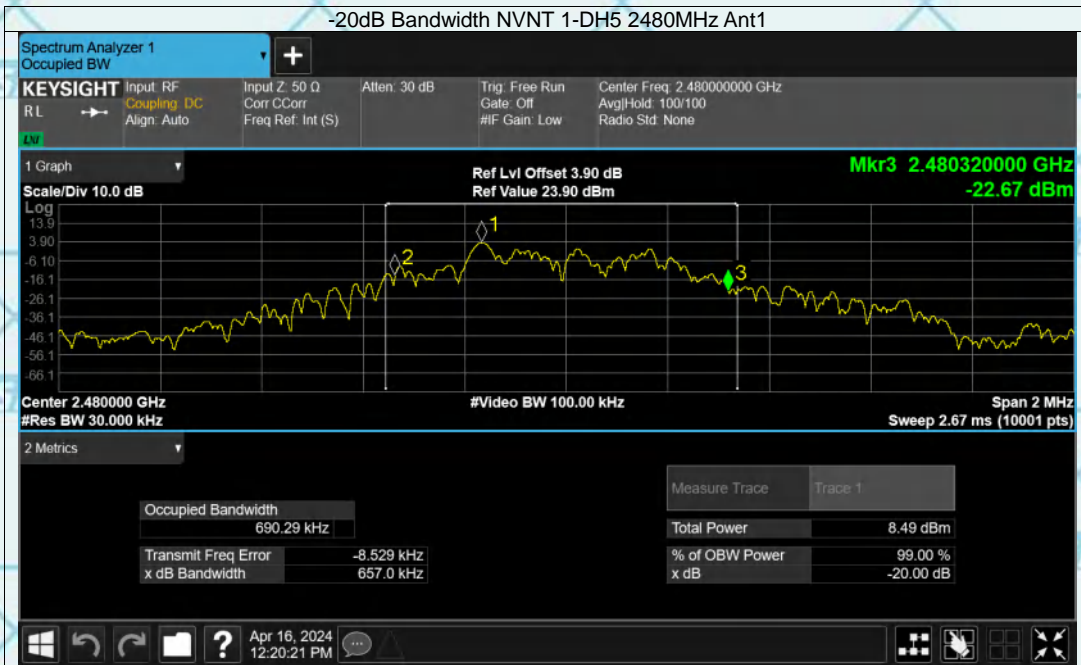 -20dB Bandwidth NVNT 1-DH5 2480MHz Ant1
Spectrum Analyzer 1
Occupied BW
+
KEYSIGHT
RL
LXI
Input: RF
Coupling: DC
Align: Auto
Input Z: 50 Ω
Corr CCorr
Freq Ref: Int (S)
Atten: 30 dB
Trig: Free Run
Gate: Off
#IF Gain: Low
Center Freq: 2.480000000 GHz
Avg|Hold: 100/100
Radio Std: None
1 Graph
Scale/Div 10.0 dB
Ref Lvl Offset 3.90 dB
Ref Value 23.90 dBm
Mkr3 2.480320000 GHz
-22.67 dBm
Log
13.9
3.90
-6.10
-16.1
-26.1
-36.1
-46.1
-56.1
-66.1
1
2
3
Center 2.480000 GHz
#Res BW 30.000 kHz
#Video BW 100.00 kHz
Span 2 MHz
Sweep 2.67 ms (10001 pts)
2 Metrics
Occupied Bandwidth
690.29 kHz
Transmit Freq Error -8.529 kHz
x dB Bandwidth 657.0 kHz
Measure Trace Trace 1
Total Power 8.49 dBm
% of OBW Power 99.00 %
x dB -20.00 dB
?
Apr 16, 2024
12:20:21 PM